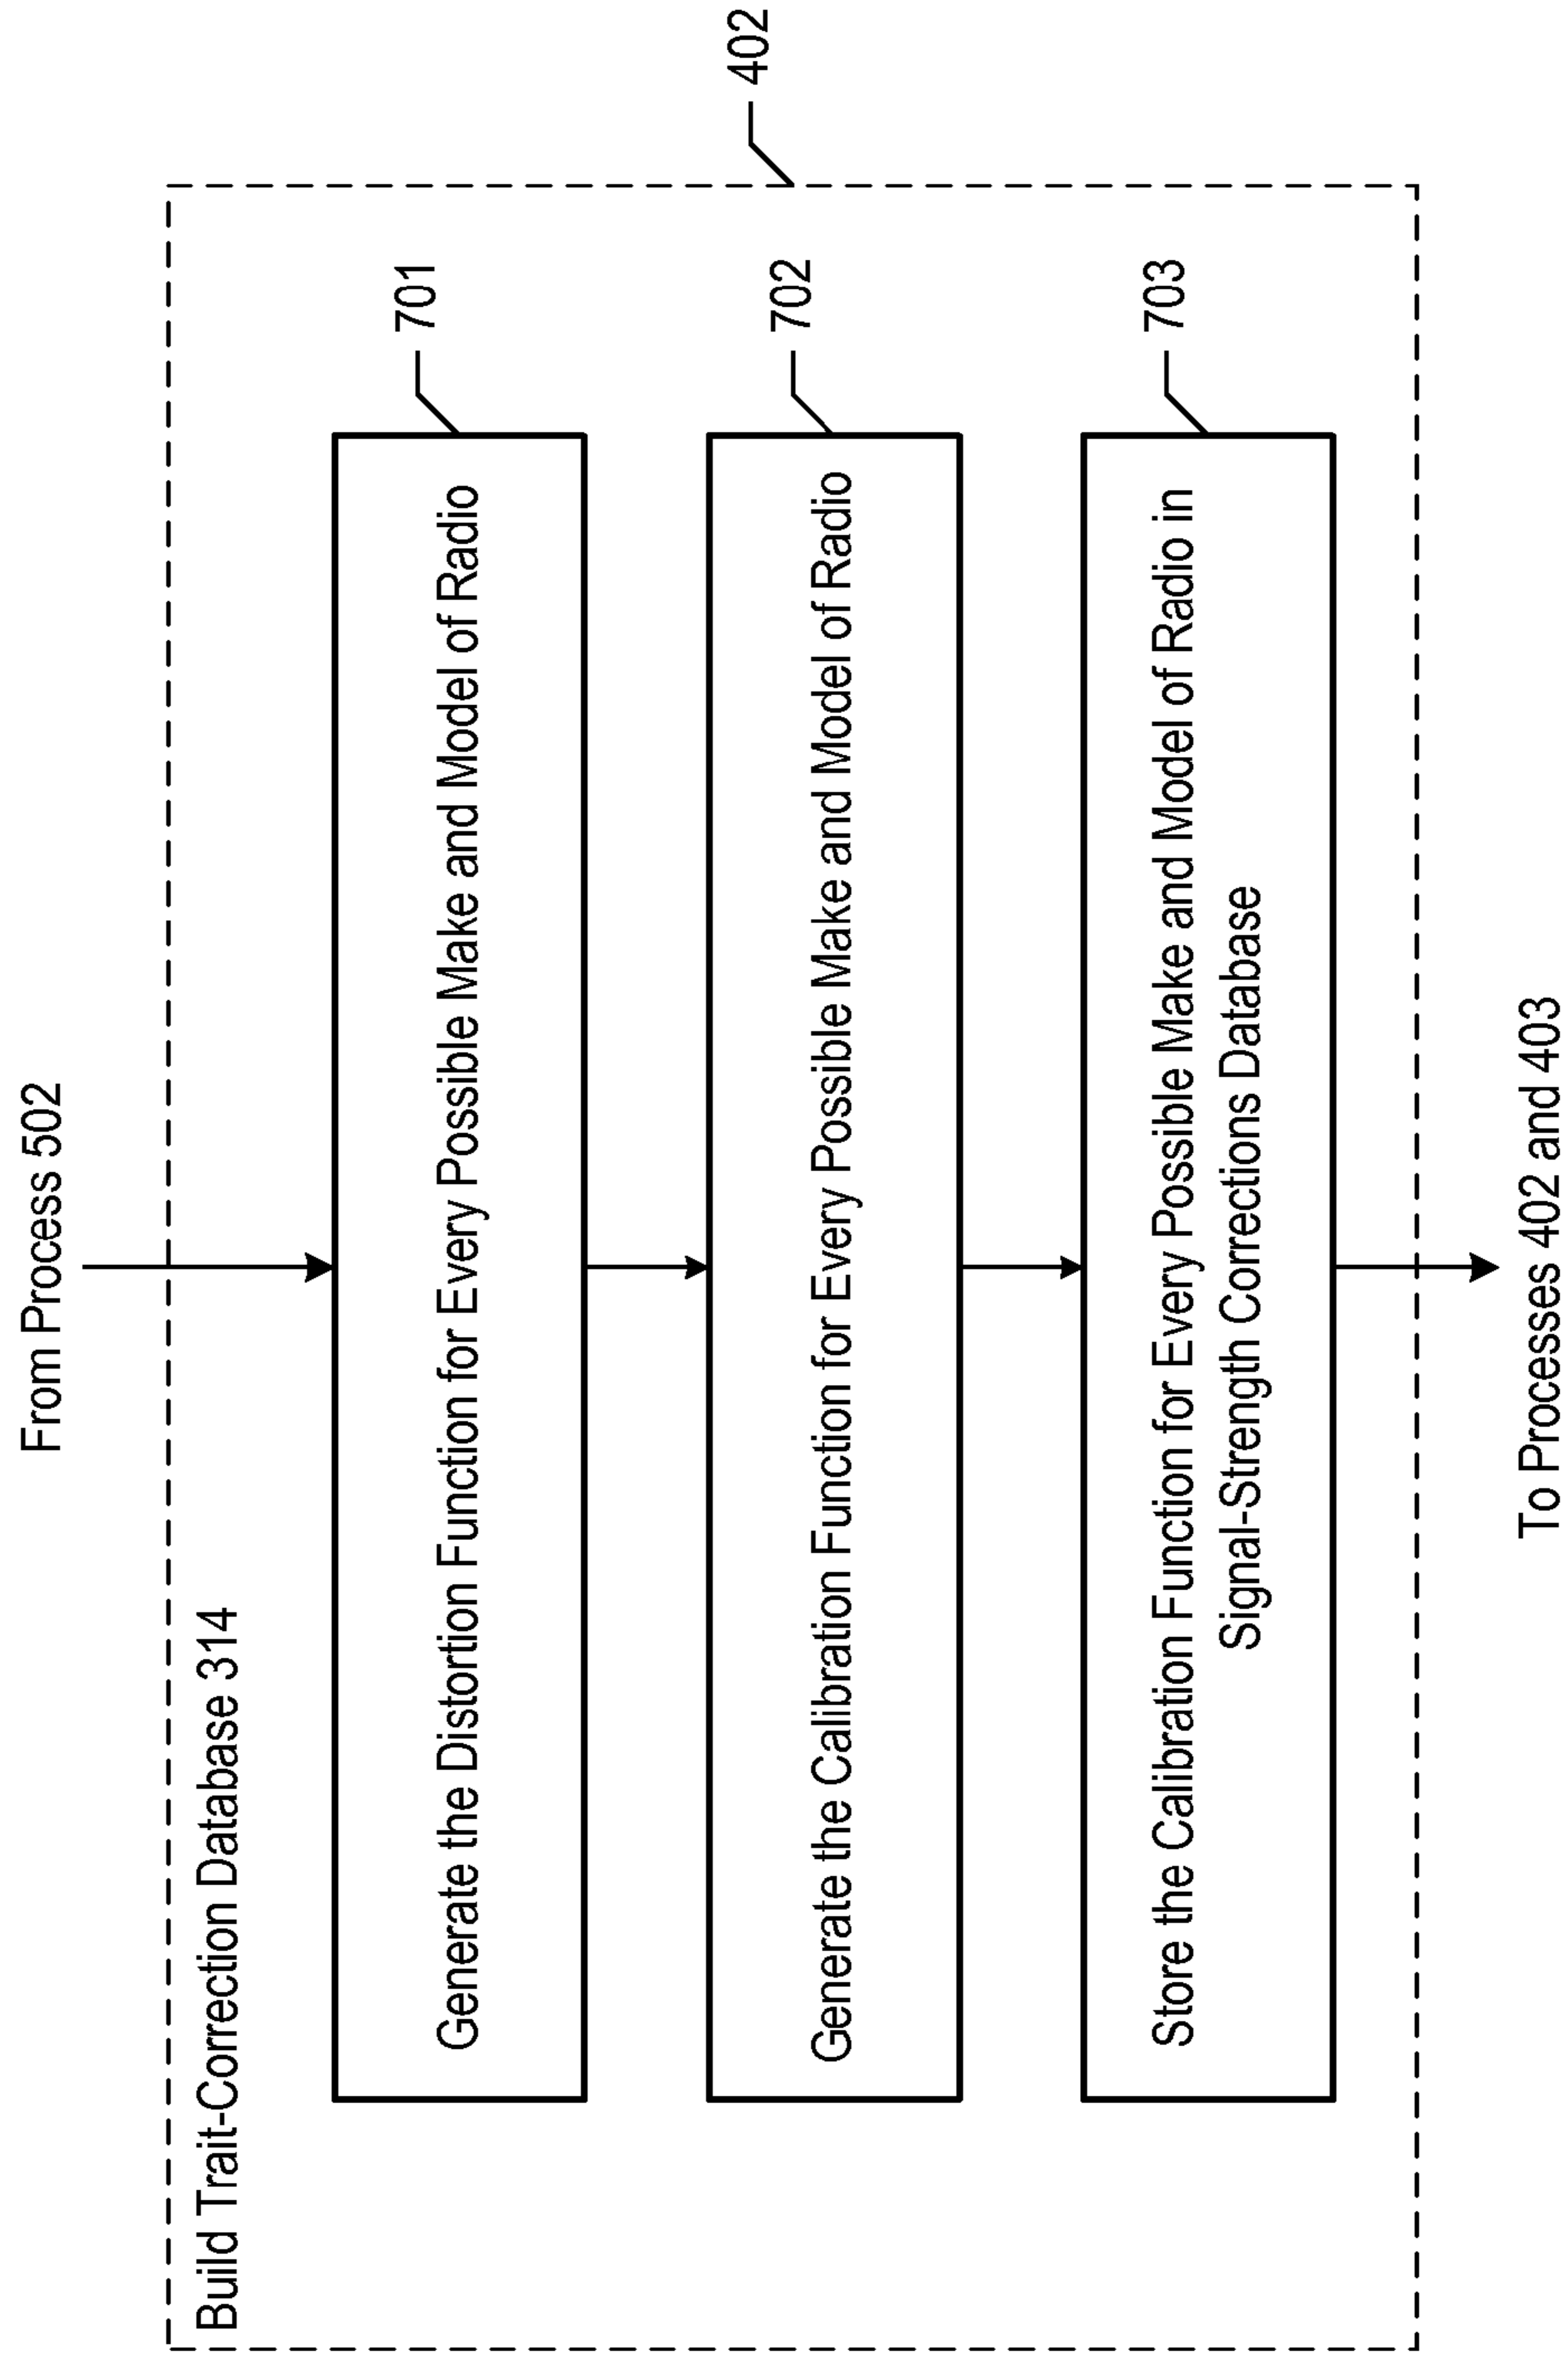 From Process 502
Build Trait-Correction Database 314
402
701
Generate the Distortion Function for Every Possible Make and Model of Radio
702
Generate the Calibration Function for Every Possible Make and Model of Radio
703
Store the Calibration Function for Every Possible Make and Model of Radio in
Signal-Strength Corrections Database
To Processes 402 and 403